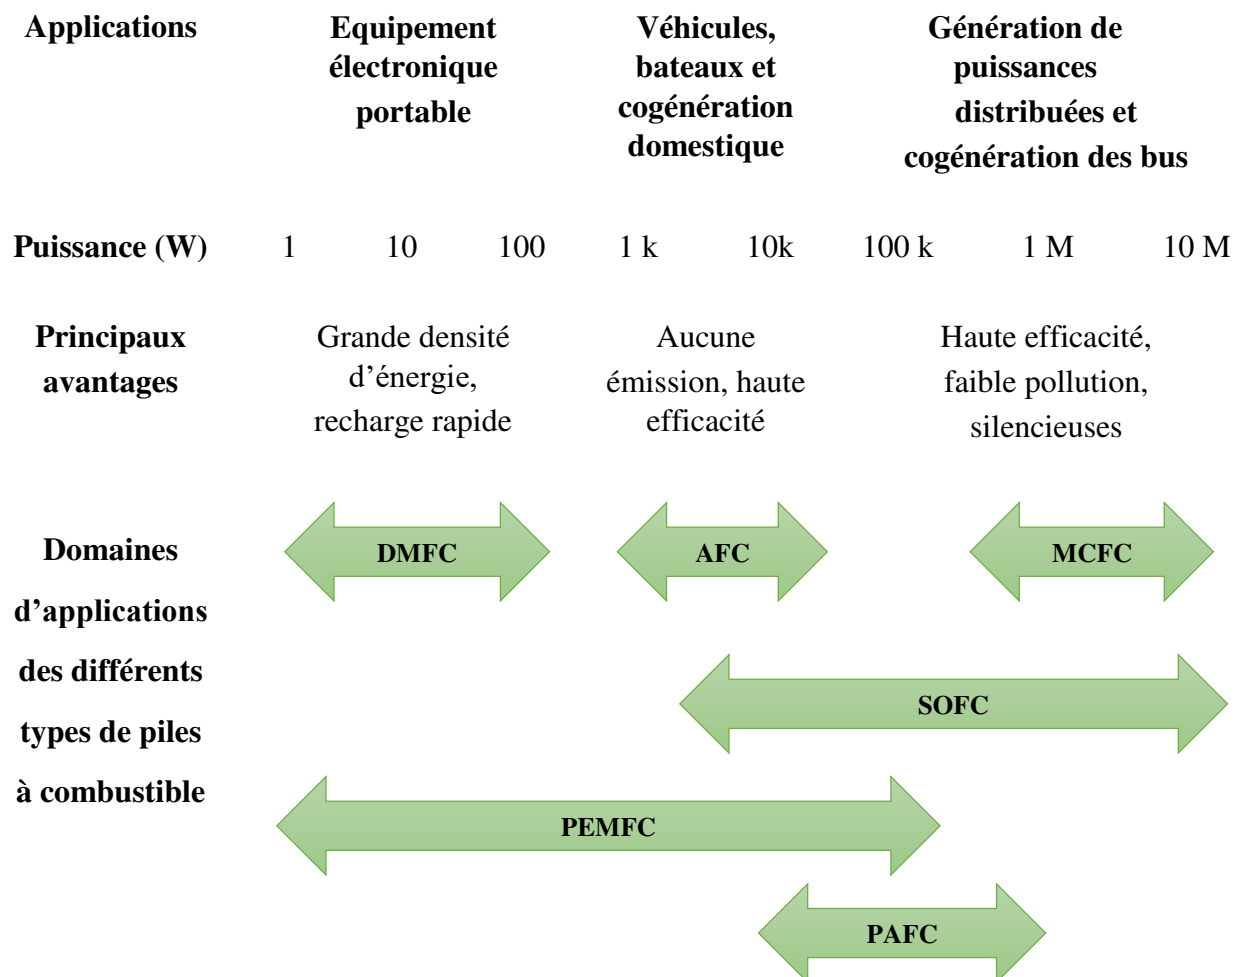 Applications
Equipement
électronique
portable
Véhicules,
bateaux et
cogénération
domestique
Génération de
puissances
distribuées et
cogénération des bus
Puissance (W) 1 10 100 1 k 10k 100 k 1 M 10 M
Principaux
avantages
Grande densité
d’énergie,
recharge rapide
Aucune
émission, haute
efficacité
Haute efficacité,
faible pollution,
silencieuses
Domaines
d’applications
des différents
types de piles
à combustible
DMFC
AFC
MCFC
SOFC
PEMFC
PAFC